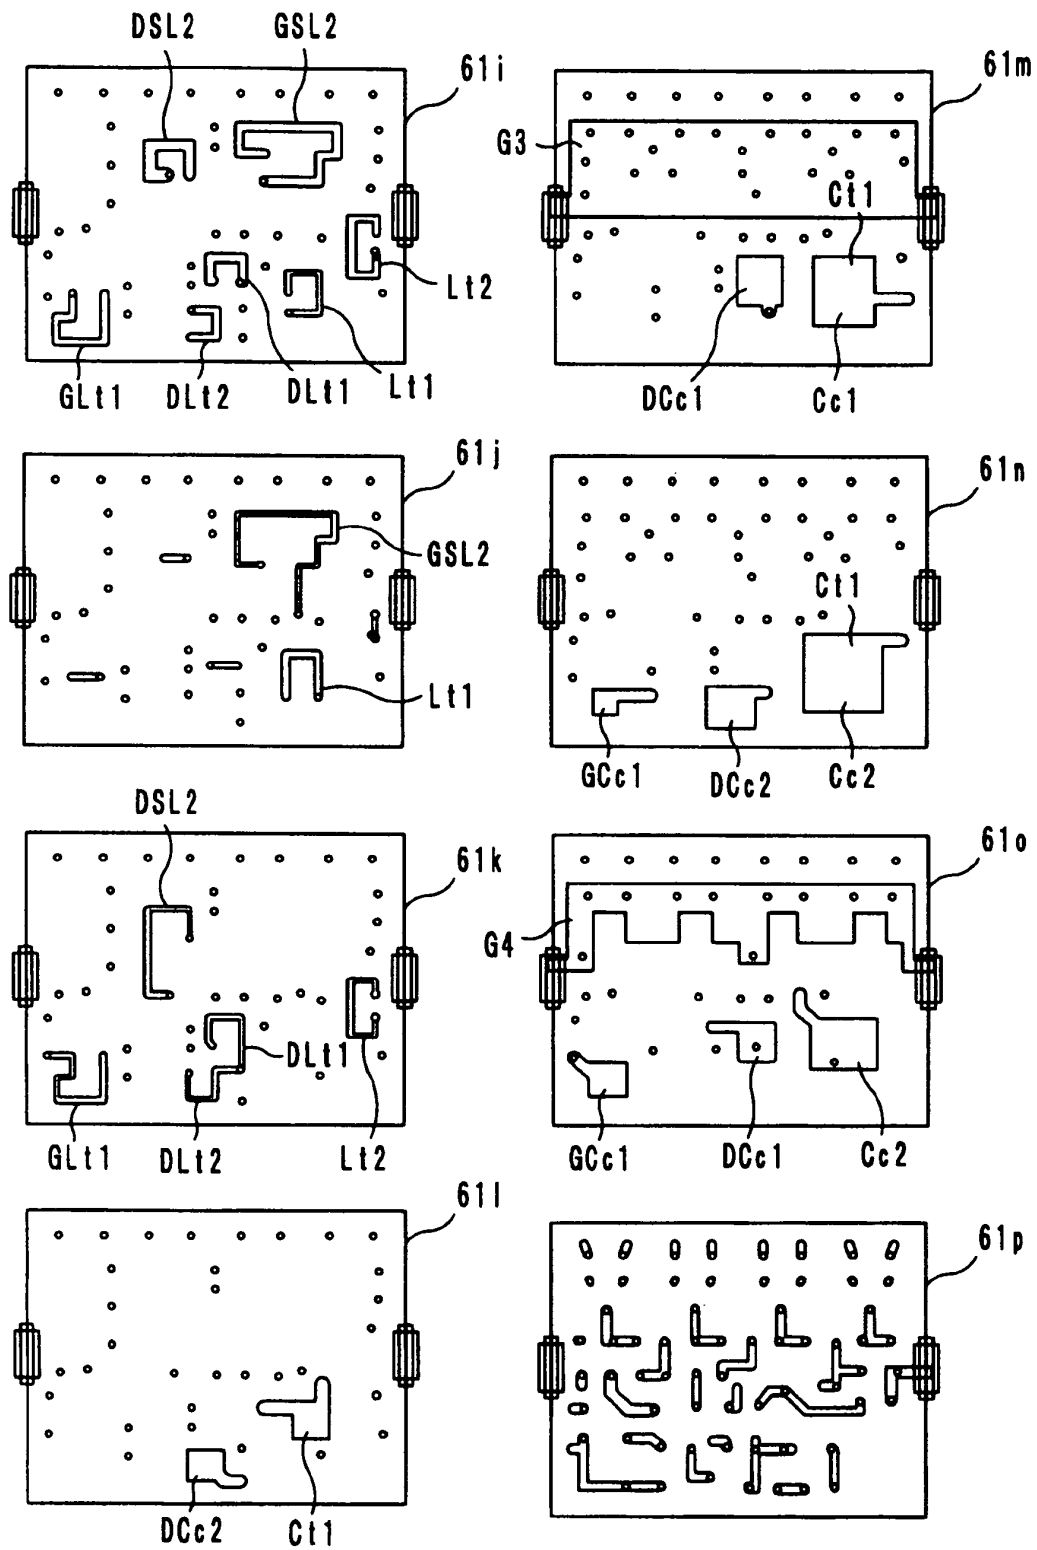 DSL2 GSL2
61i
Lt2
GLt1 DLt2 DLt1 Lt1
61m
G3
Ct1
DCc1 Cc1
61j
GSL2
Lt1
61n
Ct1
GCc1 DCc2 Cc2
DSL2
61k
DLt1
GLt1 DLt2 Lt2
61o
G4
GCc1 DCc1 Cc2
61l
DCc2 Ct1
61p